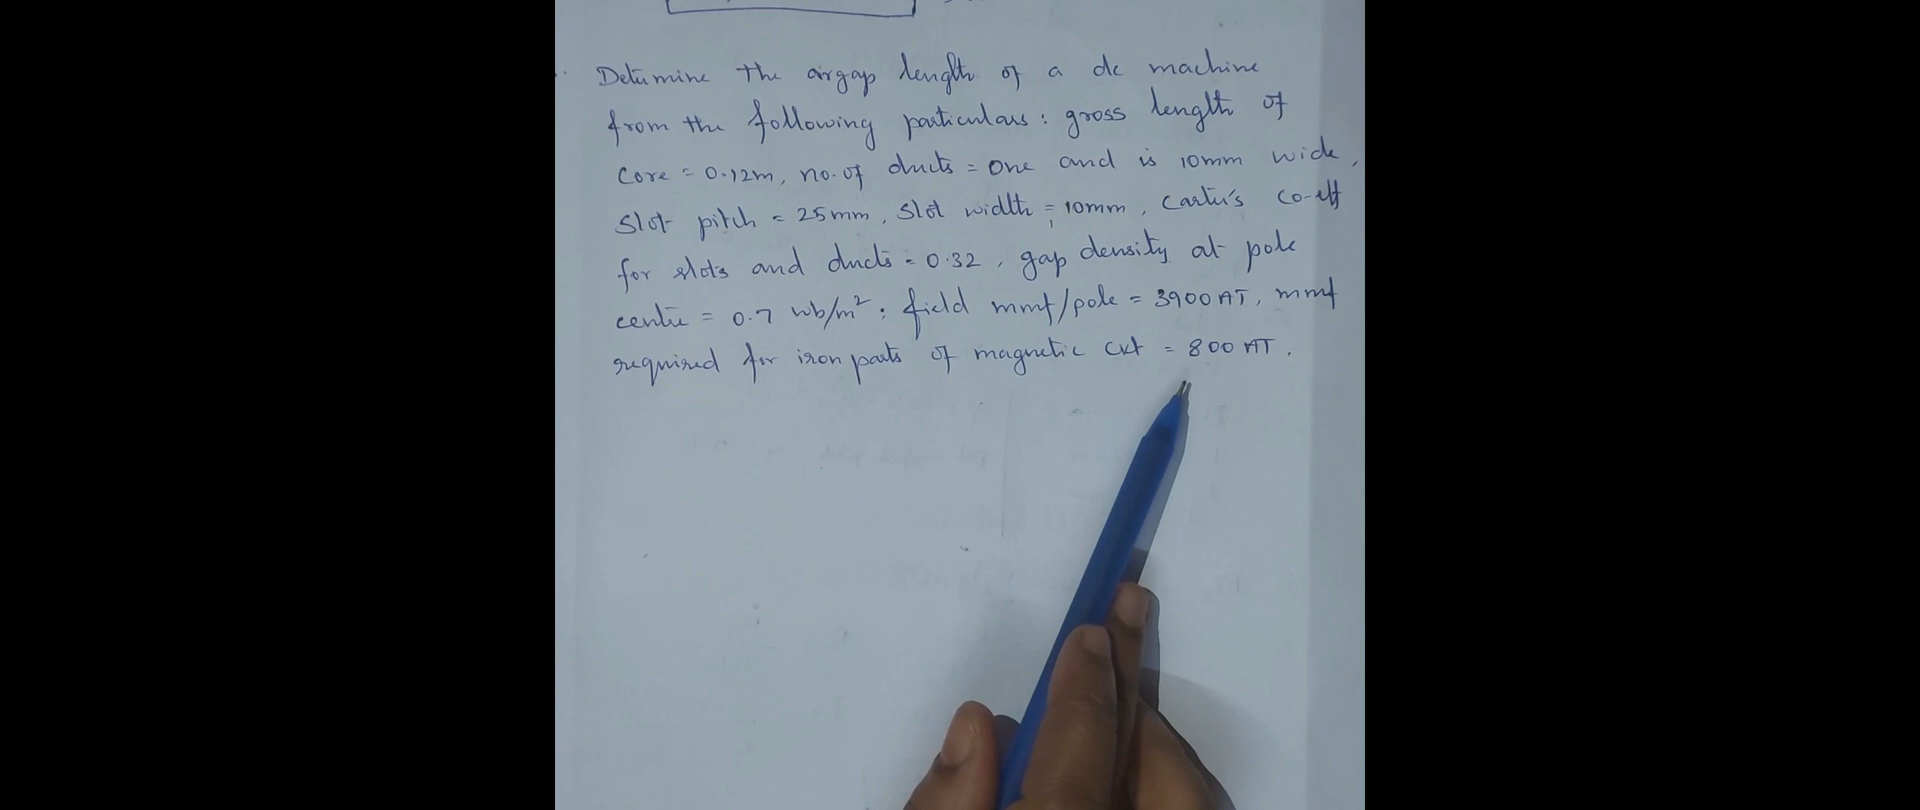 Determine the airgap length of a dc machine
from the following particulars: gross length of
core = 0.12m, no. of ducts = one and is 10mm wide,
slot pitch = 25mm, slot width = 10mm, carter's co-eff
for slots and ducts = 0.32, gap density at pole
centre = 0.7 wb/m²; field mmf/pole = 3900 AT, mmf
required for iron parts of magnetic ckt = 800 AT.